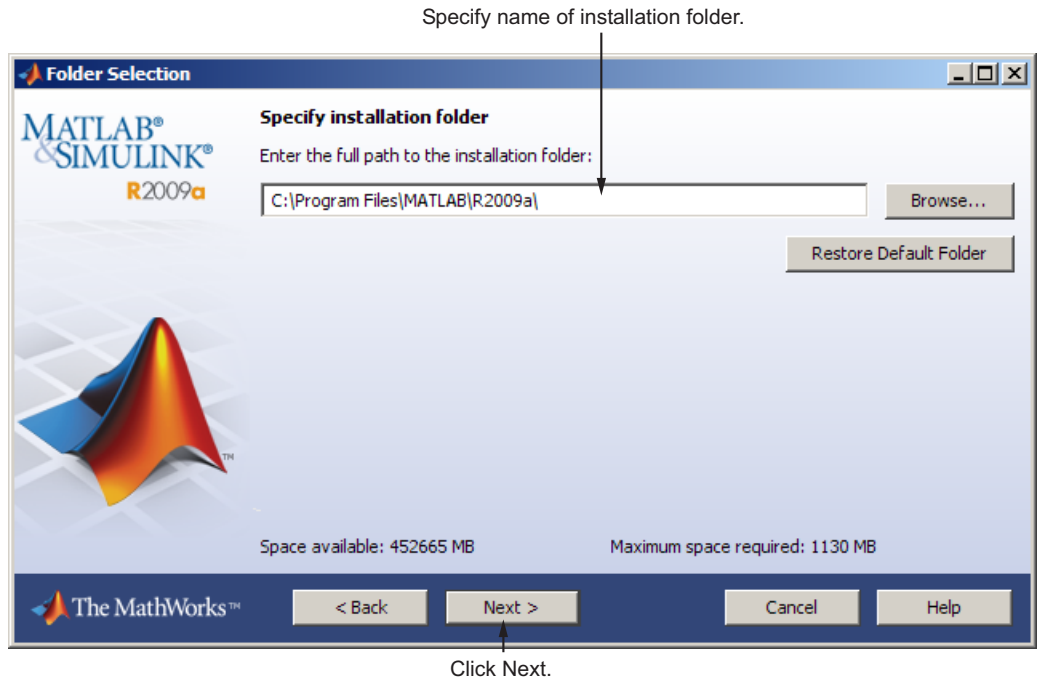 Specify name of installation folder.
Folder Selection
MATLAB®
&SIMULINK®
R2009a
Specify installation folder
Enter the full path to the installation folder:
C:\Program Files\MATLAB\R2009a\
Browse...
Restore Default Folder
TM
Space available: 452665 MB
Maximum space required: 1130 MB
The MathWorks™
< Back
Next >
Cancel
Help
Click Next.